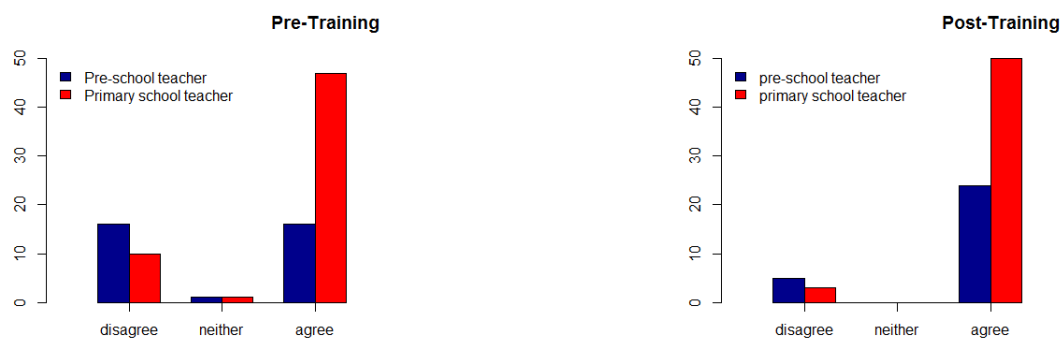 Pre-Training
50
40
30
20
10
0
Pre-school teacher
Primary school teacher
disagree neither agree
Post-Training
50
40
30
20
10
0
pre-school teacher
primary school teacher
disagree neither agree